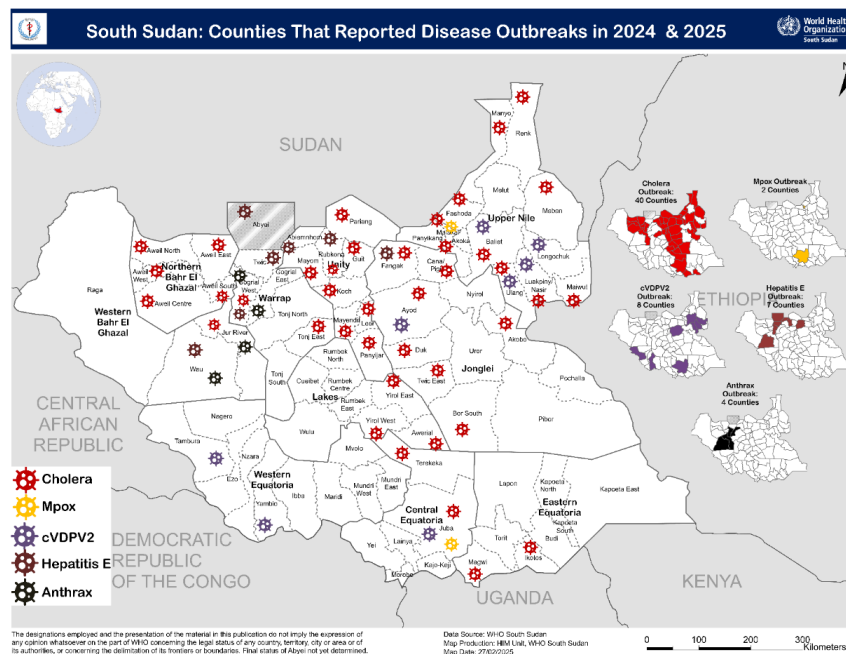 South Sudan: Counties That Reported Disease Outbreaks in 2024 & 2025
World Health
Organization
South Sudan
N
SUDAN
Manyo
Renk
Melut
Maban
Fashoda
Upper Nile
Malakal
Panyikang
Akoka
Baliet
Longochuk
Canal/
Luakpiny/
Nasir
Maiwut
Ulang
Abyei
Pariang
Abiemnhom
Rubkona
Guit
Mayom
Unity
Fangak
Twic
Gogrial
East
Koch
Aweil North
Aweil East
Aweil
West
Northern
Bahr El
Ghazal
Aweil South
Gogrial
West
Warrap
Aweil Centre
Raga
Western
Bahr El
Ghazal
Jur River
Tonj North
Tonj East
Mayendit
Leer
Ayod
Nyirol
Akobo
Panyijiar
Duk
Uror
Wau
Rumbek
North
Tonj
South
Cueibet
Rumbek
Centre
Lakes
Rumbek
East
Yirol East
Twic East
Jonglei
Pochalla
Wulu
Yirol West
Awerial
Bor South
Pibor
CENTRAL
AFRICAN
REPUBLIC
Nagero
Tambura
Nzara
Ezo
Western
Equatoria
Yambio
Ibba
Maridi
Mvolo
Mundri
West
Mundri
East
Terekeka
Central
Equatoria
Juba
Yei
Lainya
Morobo
Kajo-Keji
Lapon
Kapoeta
North
Kapoeta East
Eastern
Equatoria
Kapoeta
South
Torit
Budi
Ikotos
Magwi
DEMOCRATIC
REPUBLIC
OF THE CONGO
UGANDA
KENYA
ETHIOPI
Cholera
Outbreak:
40 Counties
Mpox Outbreak
2 Counties
cVDPV2
Outbreak:
8 Counties
Hepatitis E
Outbreak:
7 Counties
Anthrax
Outbreak:
4 Counties
Cholera
Mpox
cVDPV2
Hepatitis E
Anthrax
The designations employed and the presentation of the material in this publication do not imply the expression of
any opinion whatsoever on the part of WHO concerning the legal status of any country, territory, city or area or of
its authorities, or concerning the delimitation of its frontiers or boundaries. Final status of Abyei not yet determined.
Data Source: WHO South Sudan
Map Production: HIM Unit, WHO South Sudan
Map Date: 27/02/2025
0 100 200 300
Kilometers